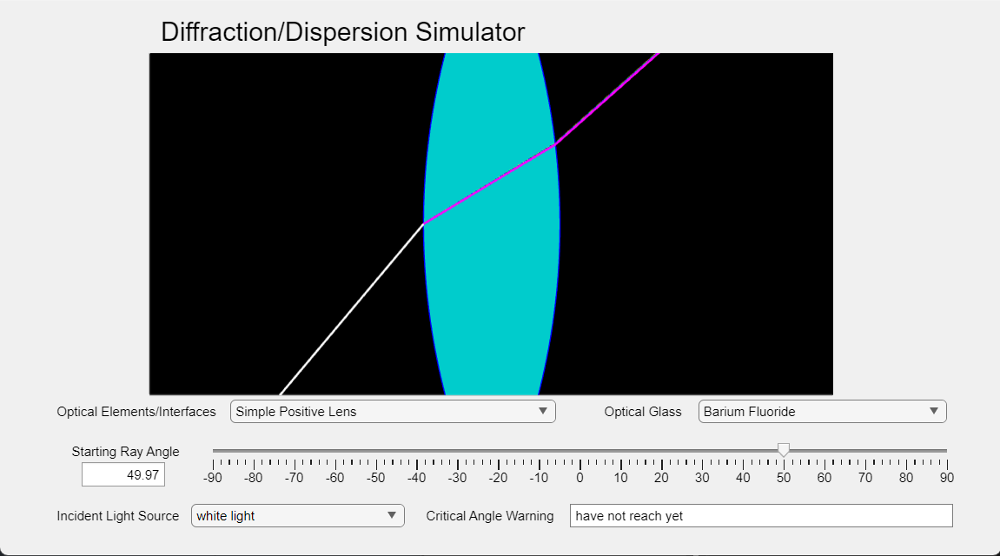 Diffraction/Dispersion Simulator
Optical Elements/Interfaces Simple Positive Lens Optical Glass Barium Fluoride
Starting Ray Angle
49.97
-90 -80 -70 -60 -50 -40 -30 -20 -10 0 10 20 30 40 50 60 70 80 90
Incident Light Source white light Critical Angle Warning have not reach yet